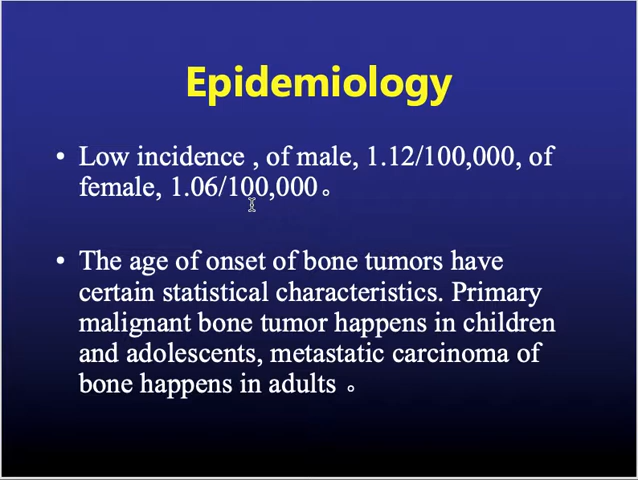 Epidemiology
• Low incidence , of male, 1.12/100,000, of
female, 1.06/100,000。
• The age of onset of bone tumors have
certain statistical characteristics. Primary
malignant bone tumor happens in children
and adolescents, metastatic carcinoma of
bone happens in adults 。